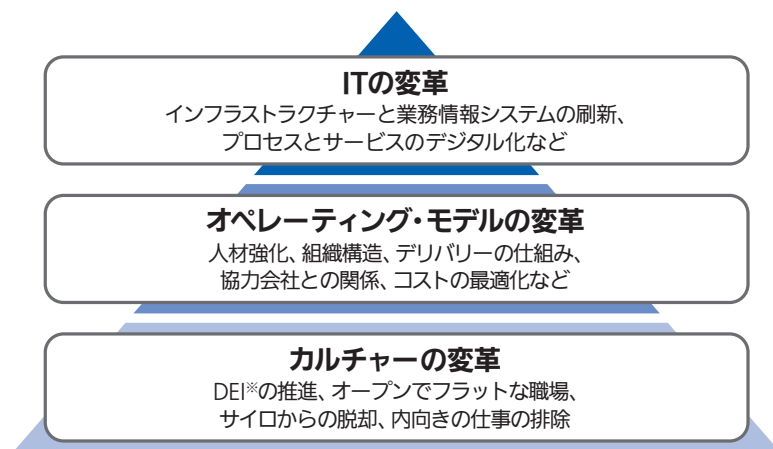 ITの変革
インフラストラクチャーと業務情報システムの刷新、
プロセスとサービスのデジタル化など
オペレーティング・モデルの変革
人材強化、組織構造、デリバリーの仕組み、
協力会社との関係、コストの最適化など
カルチャーの変革
DEI※の推進、オープンでフラットな職場、
サイロからの脱却、内向きの仕事の排除